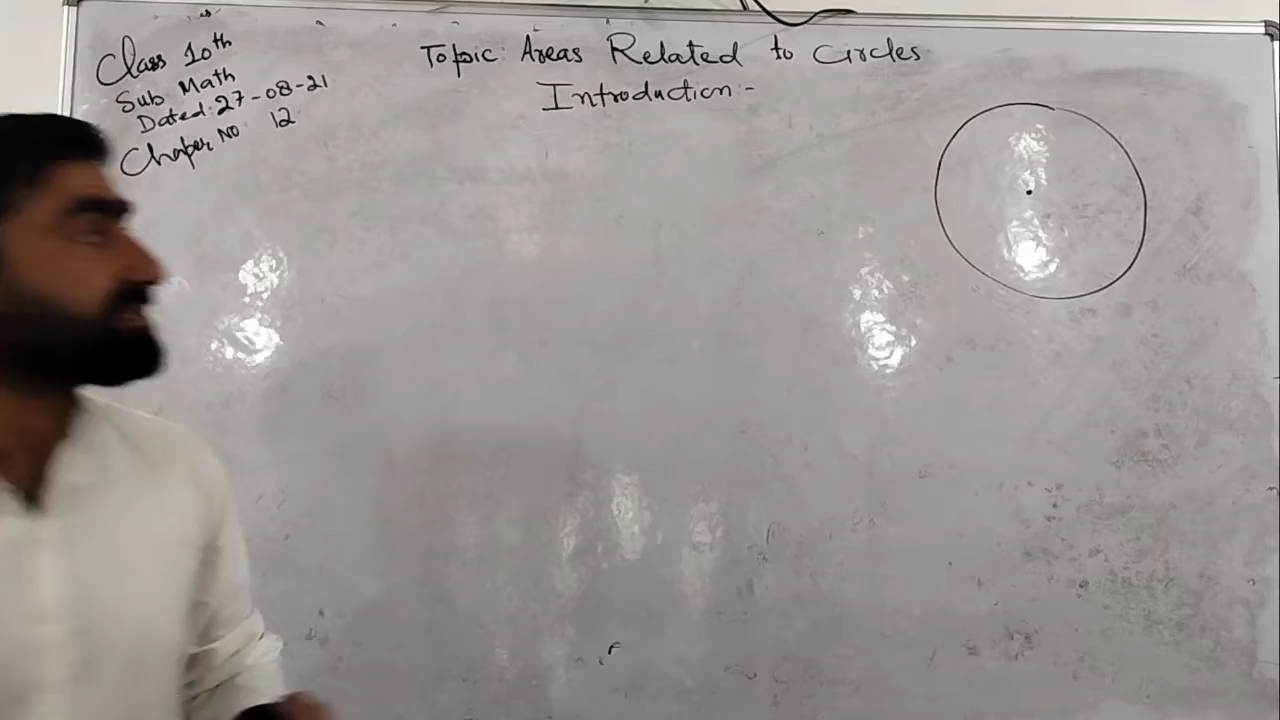 Class 10th
Sub Math
Dated: 27-08-21
Chaper No 12
Topic: Areas Related to Circles
Introduction:-